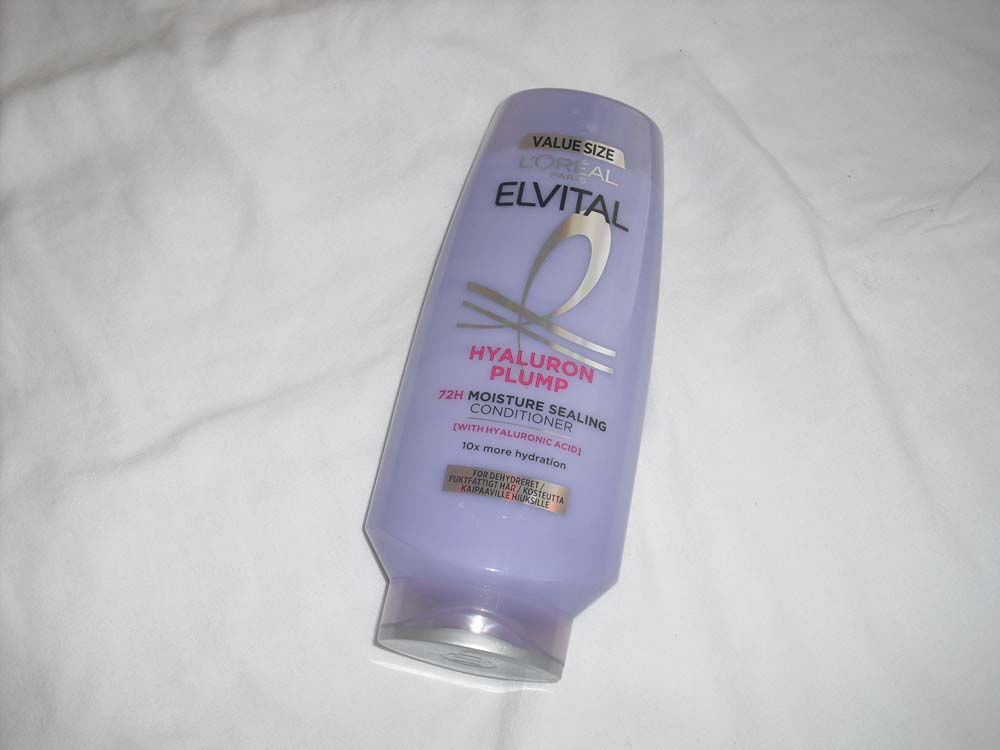 VALUE SIZE
L'ORÉAL
PARIS
ELVITAL
HYALURON
PLUMP
72H MOISTURE SEALING
CONDITIONER
[WITH HYALURONIC ACID]
10x more hydration
FOR DEHYDRERET /
FUKTFATTIGT HÅR / KOSTEUTTA
KAIPAAVILLE HIUKSILLE